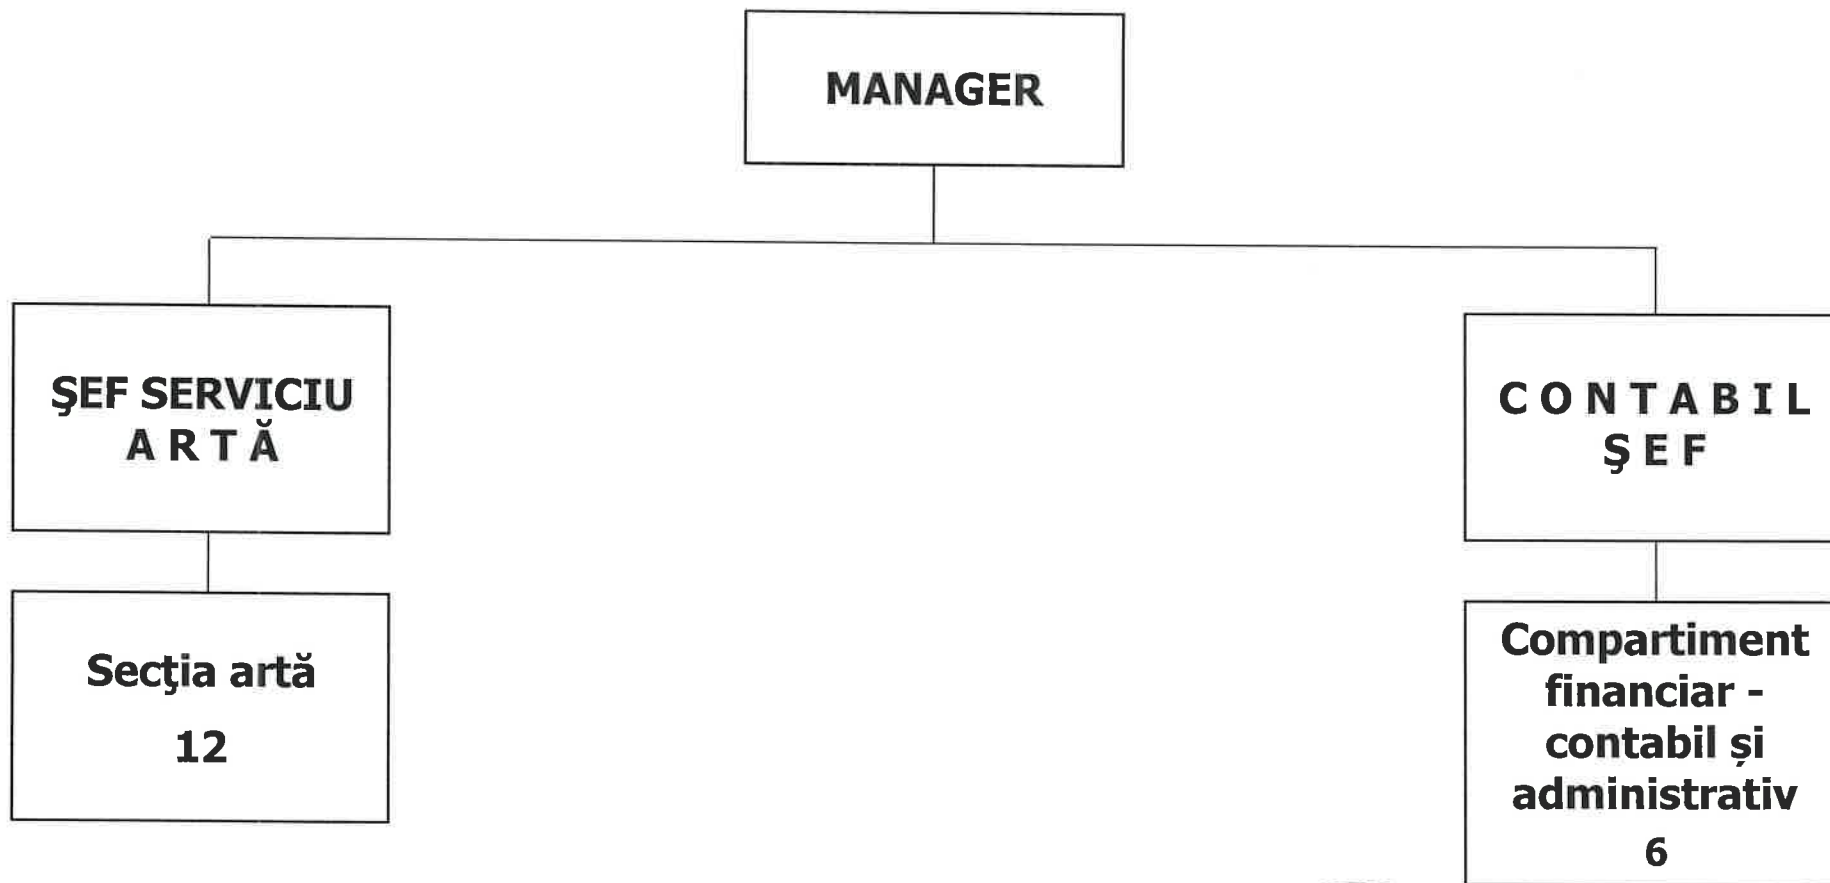 MANAGER
ŞEF SERVICIU
A R T Ă
C O N T A B I L
Ş E F
Secţia artă
12
Compartiment
financiar -
contabil și
administrativ
6